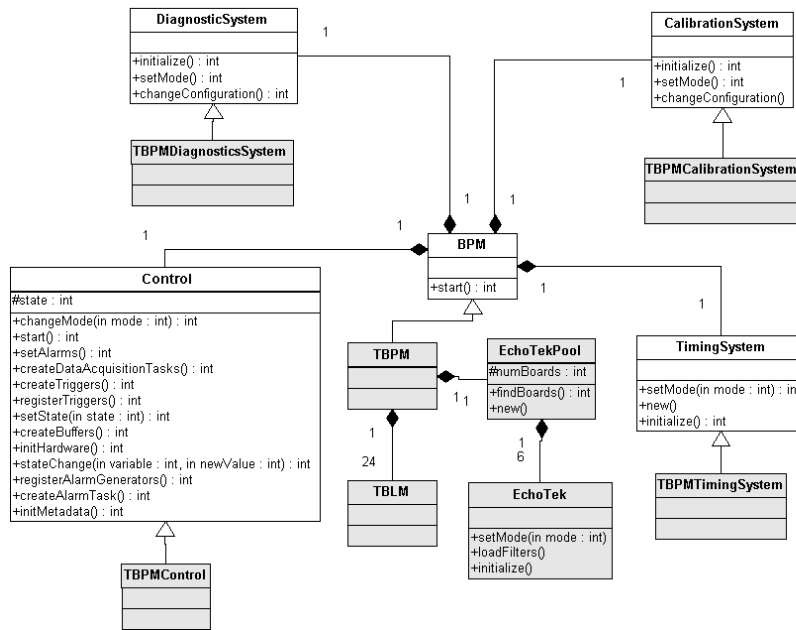 DiagnosticSystem
+initialize() : int
+setMode() : int
+changeConfiguration() : int
1
TBPMDiagnosticsSystem
CalibrationSystem
+initialize() : int
+setMode() : int
+changeConfiguration()
1
TBPMCalibrationSystem
1
1
1
1
BPM
+start() : int
1
1
Control
#state : int
+changeMode(in mode : int) : int
+start() : int
+setAlarms() : int
+createDataAcquisitionTasks() : int
+createTriggers() : int
+registerTriggers() : int
+setState(in state : int) : int
+createBuffers() : int
+initHardware() : int
+stateChange(in variable : int, in newValue : int) : int
+registerAlarmGenerators() : int
+createAlarmTask() : int
+initMetadata() : int
TBPMControl
TBPM
1
1
EchoTekPool
#numBoards : int
+findBoards() : int
+new()
1
24
TBLM
1
6
EchoTek
+setMode(in mode : int)
+loadFilters()
+initialize()
TimingSystem
+setMode(in mode : int) : int
+new()
+initialize() : int
TBPMTimingSystem